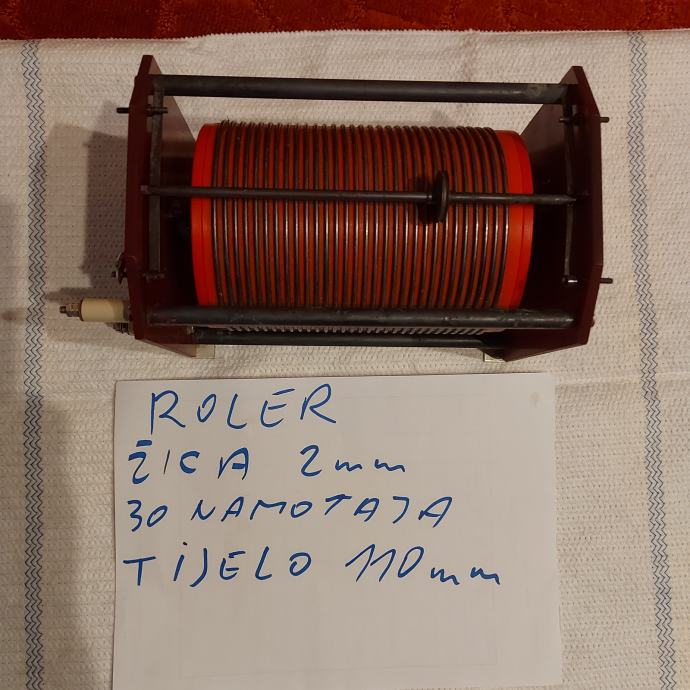 ROLER
ŽICA 2mm
30 NAMOTAJA
TIJELO 110mm